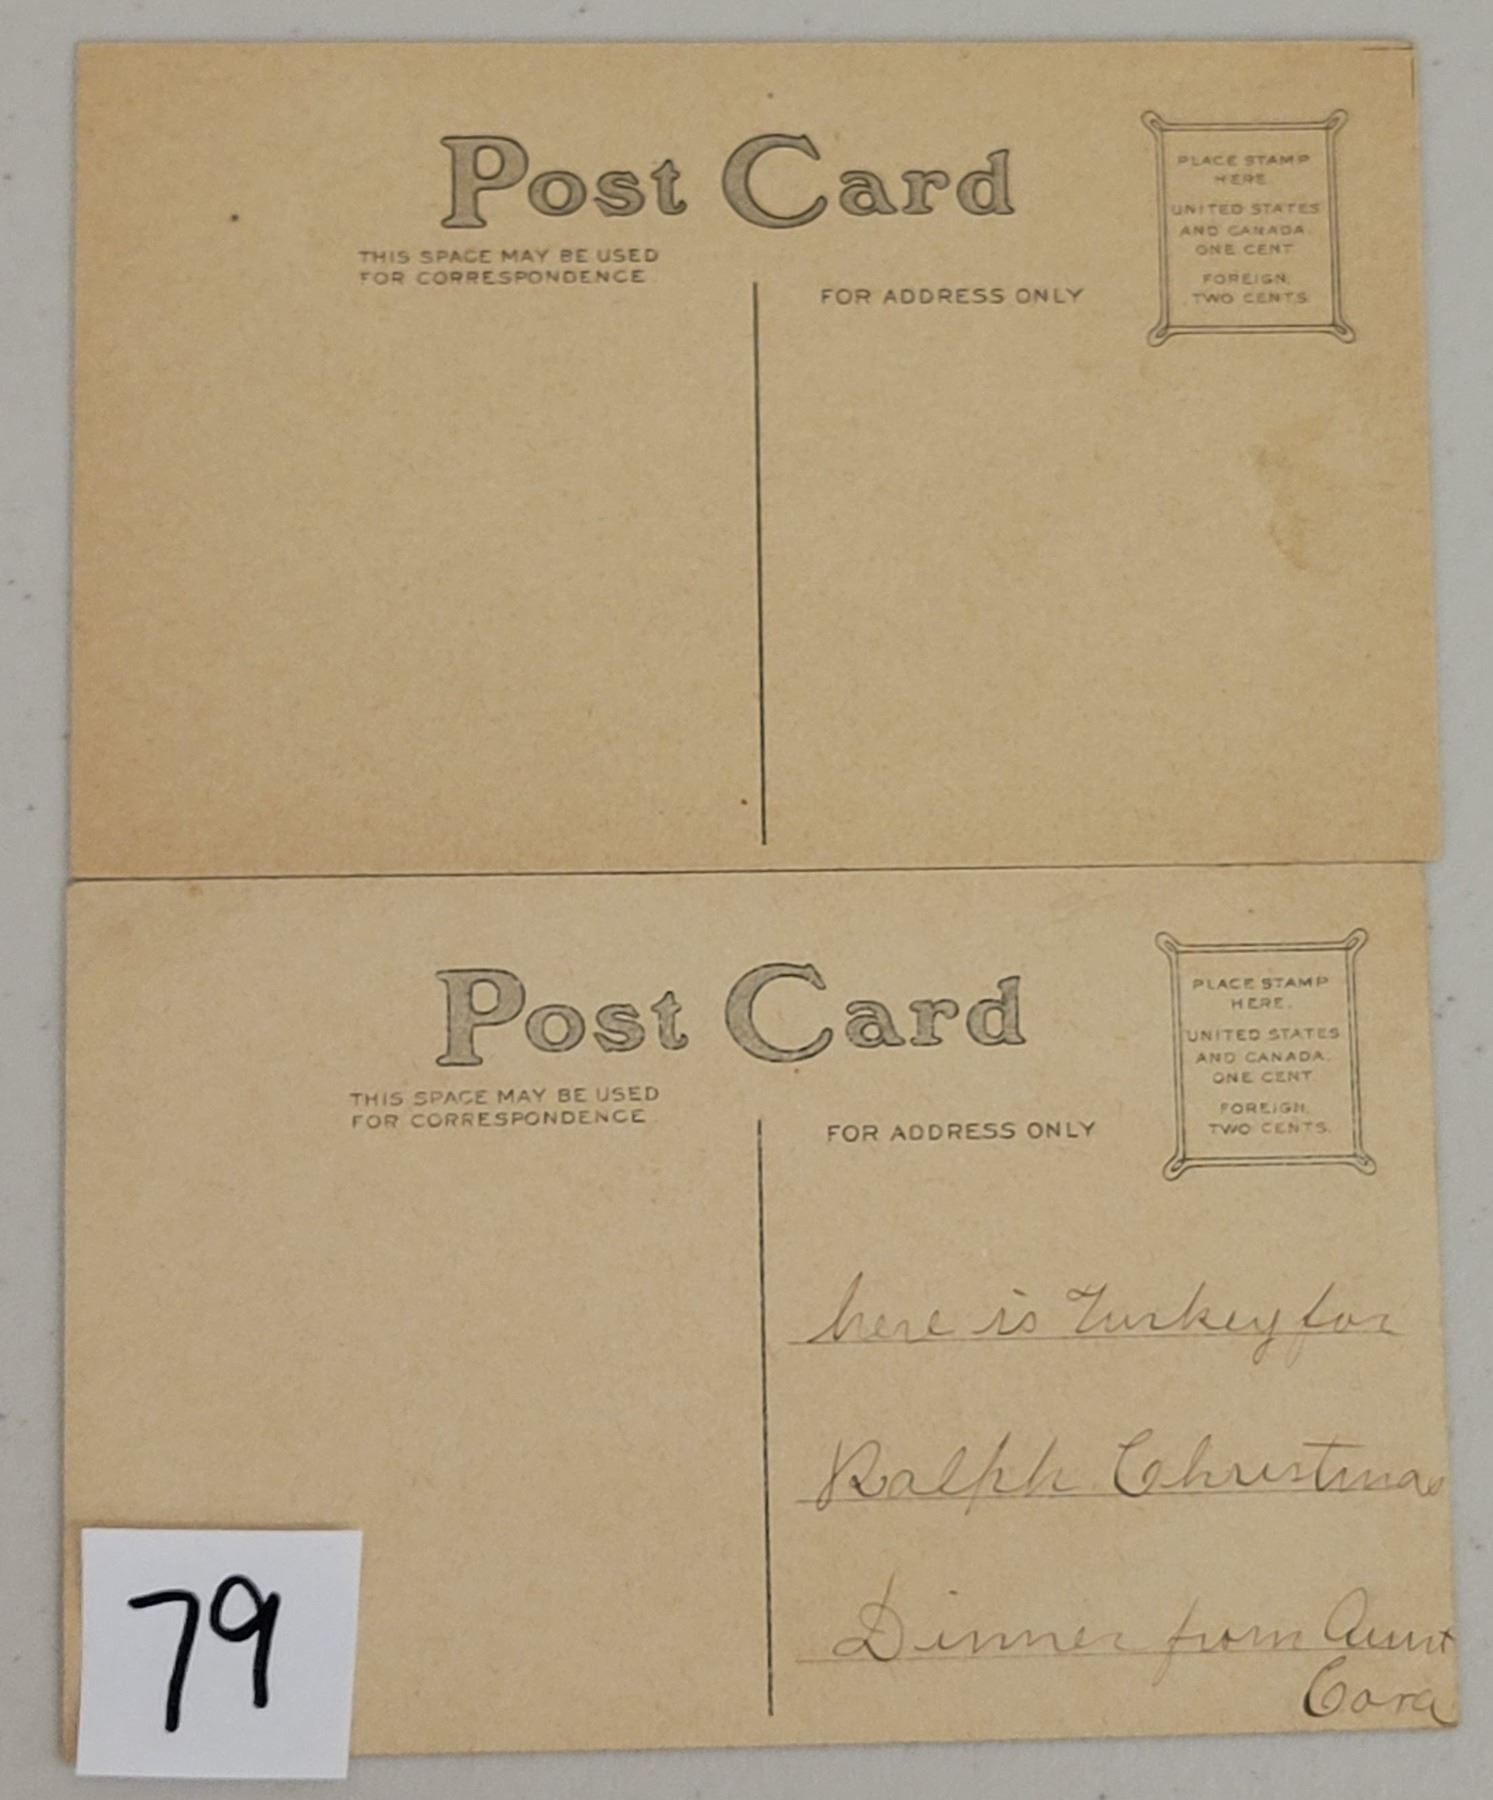 Post Card
THIS SPACE MAY BE USED
FOR CORRESPONDENCE
FOR ADDRESS ONLY
PLACE STAMP
HERE
UNITED STATES
AND CANADA.
ONE CENT
FOREIGN.
TWO CENTS
Post Card
THIS SPACE MAY BE USED
FOR CORRESPONDENCE
FOR ADDRESS ONLY
PLACE STAMP
HERE.
UNITED STATES
AND CANADA.
ONE CENT
FOREIGN.
TWO CENTS.
here is Turkey for
Ralph Christmas
Dinner from Aunt
Cora
79